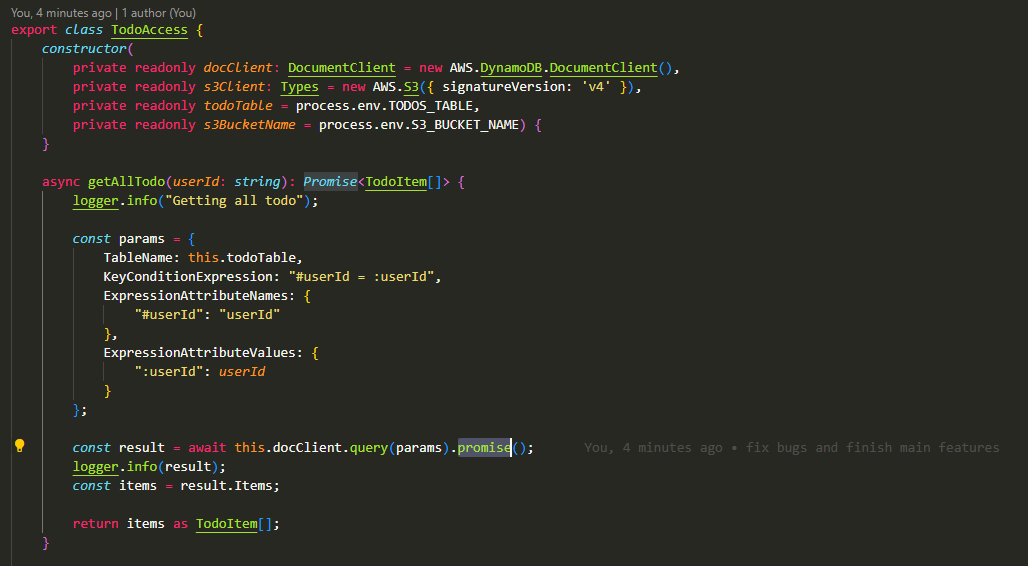 You, 4 minutes ago | 1 author (You)
export class TodoAccess {
    constructor(
        private readonly docClient: DocumentClient = new AWS.DynamoDB.DocumentClient(),
        private readonly s3Client: Types = new AWS.S3({ signatureVersion: 'v4' }),
        private readonly todoTable = process.env.TODOS_TABLE,
        private readonly s3BucketName = process.env.S3_BUCKET_NAME) {
    }
    async getAllTodo(userId: string): Promise<TodoItem[]> {
        logger.info("Getting all todo");
        const params = {
            TableName: this.todoTable,
            KeyConditionExpression: "#userId = :userId",
            ExpressionAttributeNames: {
                "#userId": "userId"
            },
            ExpressionAttributeValues: {
                ":userId": userId
            }
        };
        const result = await this.docClient.query(params).promise(); You, 4 minutes ago • fix bugs and finish main features
        logger.info(result);
        const items = result.Items;
        return items as TodoItem[];
    }